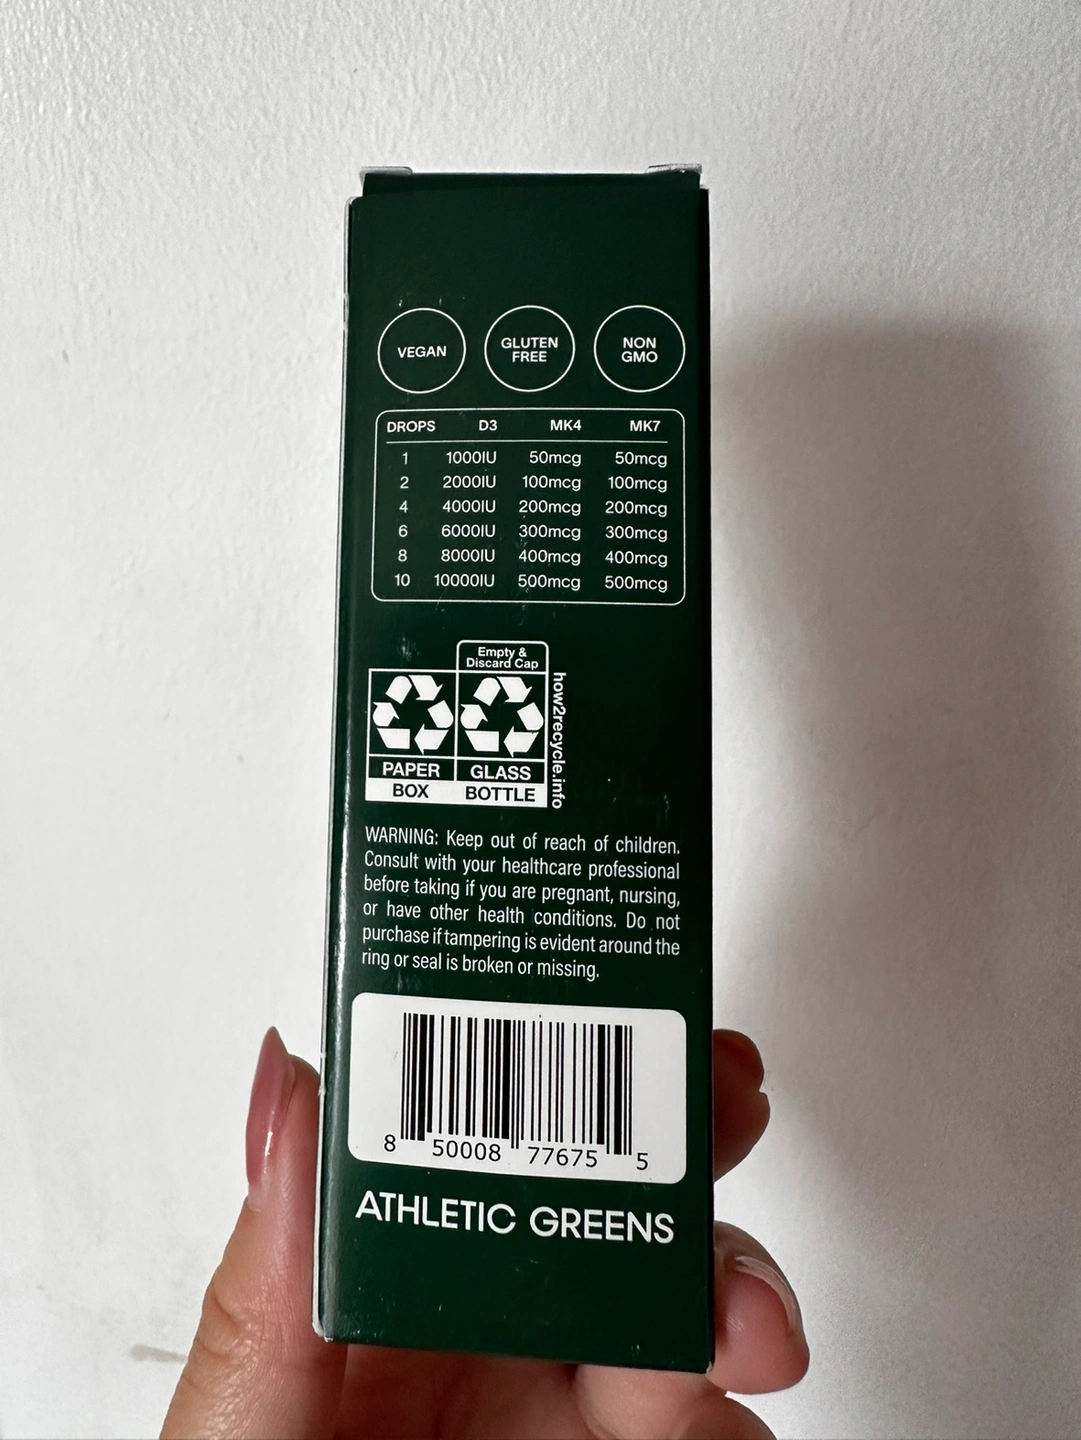 VEGAN
GLUTEN
FREE
NON
GMO
DROPS D3 MK4 MK7
1 1000IU 50mcg 50mcg
2 2000IU 100mcg 100mcg
4 4000IU 200mcg 200mcg
6 6000IU 300mcg 300mcg
8 8000IU 400mcg 400mcg
10 10000IU 500mcg 500mcg
Empty &
Discard Cap
PAPER
BOX
GLASS
BOTTLE
how2recycle.info
WARNING: Keep out of reach of children.
Consult with your healthcare professional
before taking if you are pregnant, nursing,
or have other health conditions. Do not
purchase if tampering is evident around the
ring or seal is broken or missing.
8 50008 77675 5
ATHLETIC GREENS